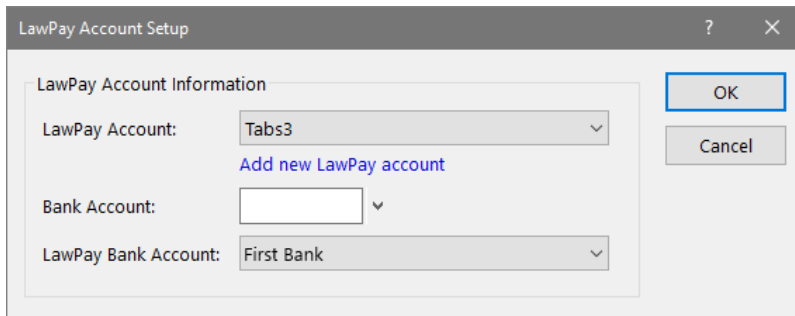 LawPay Account Setup ? ×
LawPay Account Information
OK
LawPay Account: Tabs3
Cancel
Add new LawPay account
Bank Account:
LawPay Bank Account: First Bank